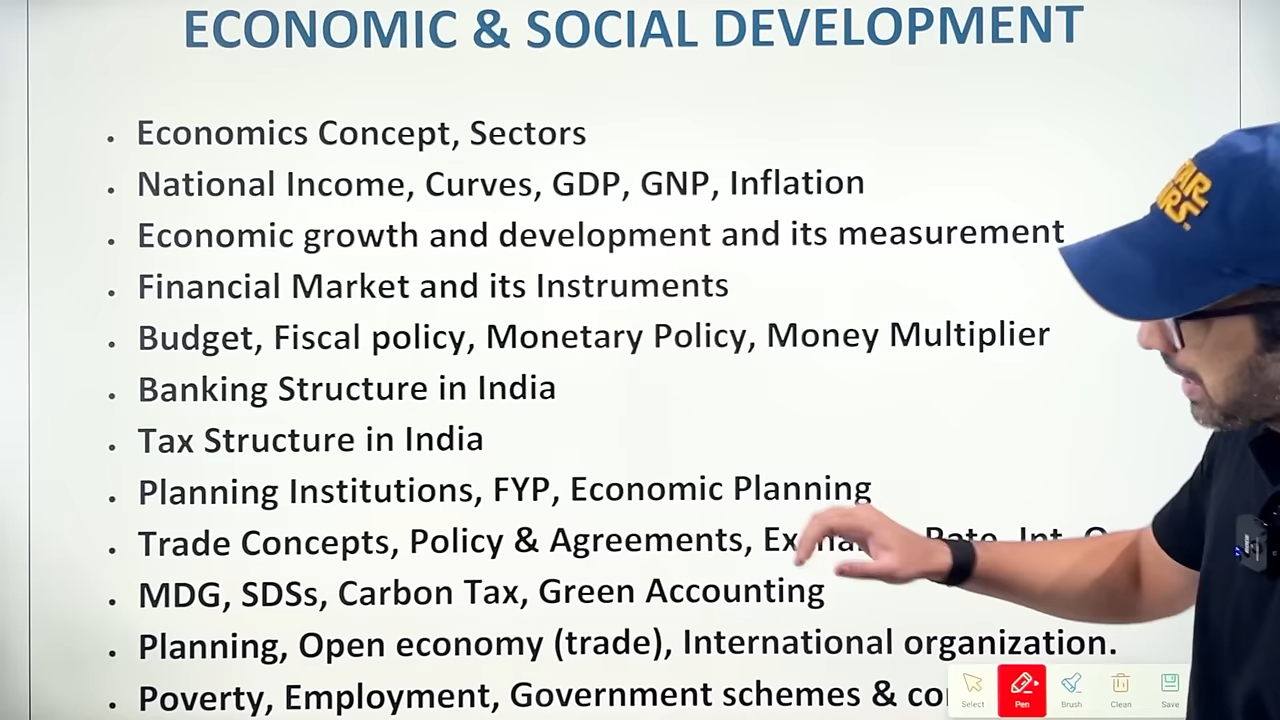 ECONOMIC & SOCIAL DEVELOPMENT
• Economics Concept, Sectors
• National Income, Curves, GDP, GNP, Inflation
• Economic growth and development and its measurement
• Financial Market and its Instruments
• Budget, Fiscal policy, Monetary Policy, Money Multiplier
• Banking Structure in India
• Tax Structure in India
• Planning Institutions, FYP, Economic Planning
• Trade Concepts, Policy & Agreements, Rate, Int.
• MDG, SDSs, Carbon Tax, Green Accounting
• Planning, Open economy (trade), International organization.
• Poverty, Employment, Government schemes &
Select Pen Brush Clean Save